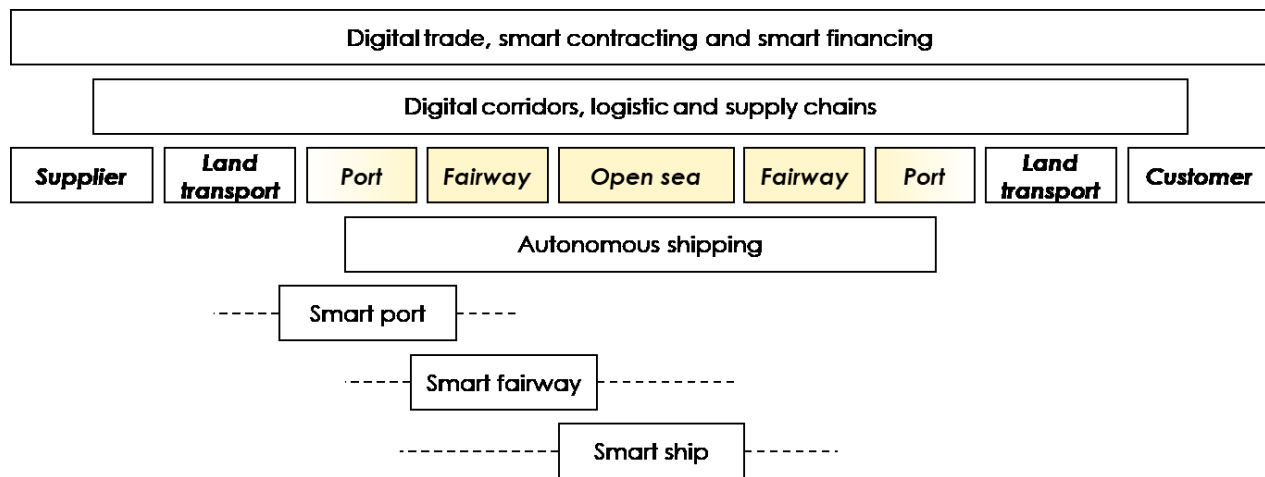 Digital trade, smart contracting and smart financing
Digital corridors, logistic and supply chains
Supplier
Land
transport
Port
Fairway
Open sea
Fairway
Port
Land
transport
Customer
Autonomous shipping
Smart port
Smart fairway
Smart ship